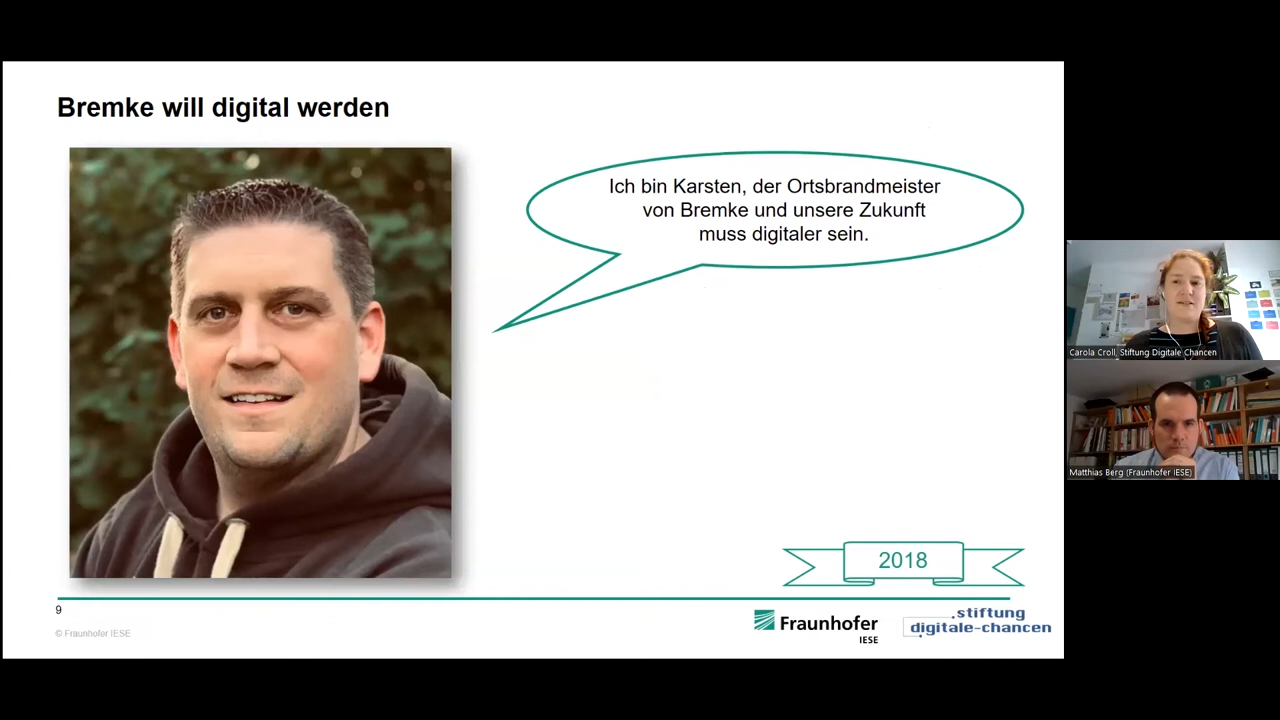 Bremke will digital werden
Ich bin Karsten, der Ortsbrandmeister
von Bremke und unsere Zukunft
muss digitaler sein.
2018
9
© Fraunhofer IESE
Fraunhofer
IESE
stiftung
digitale-chancen
Carola Croll, Stiftung Digitale Chancen
Matthias Berg (Fraunhofer IESE)